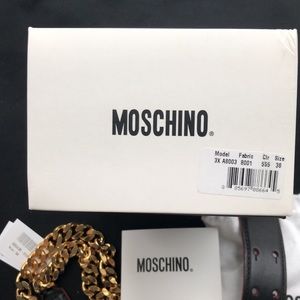 MOSCHINO®
Model Fabric Clr Size
3X A8003 8001 555 38
MOSCHINO®